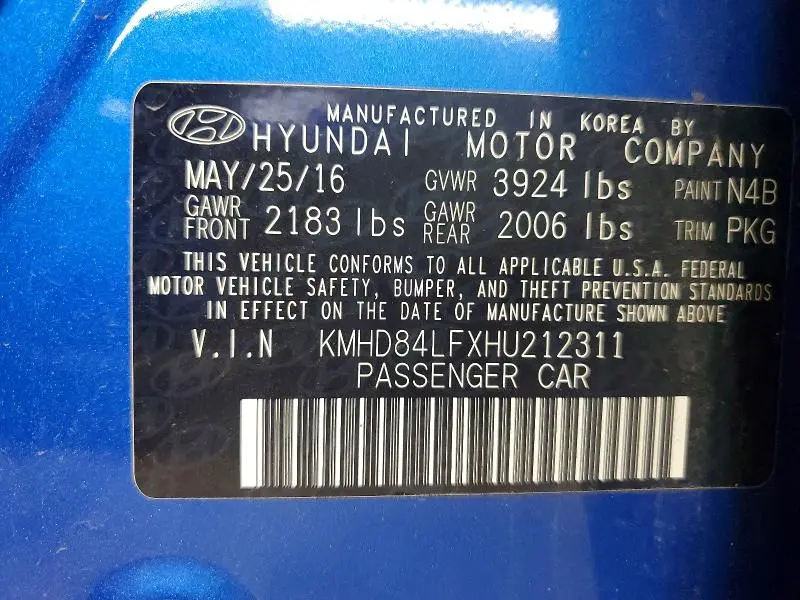 MANUFACTURED IN KOREA BY
HYUNDAI MOTOR COMPANY
MAY/25/16 GVWR 3924 lbs PAINT N4B
GAWR FRONT 2183 lbs GAWR REAR 2006 lbs TRIM PKG
THIS VEHICLE CONFORMS TO ALL APPLICABLE U.S.A. FEDERAL
MOTOR VEHICLE SAFETY, BUMPER, AND THEFT PREVENTION STANDARDS
IN EFFECT ON THE DATE OF MANUFACTURE SHOWN ABOVE
V.I.N KMHD84LFXHU212311
PASSENGER CAR